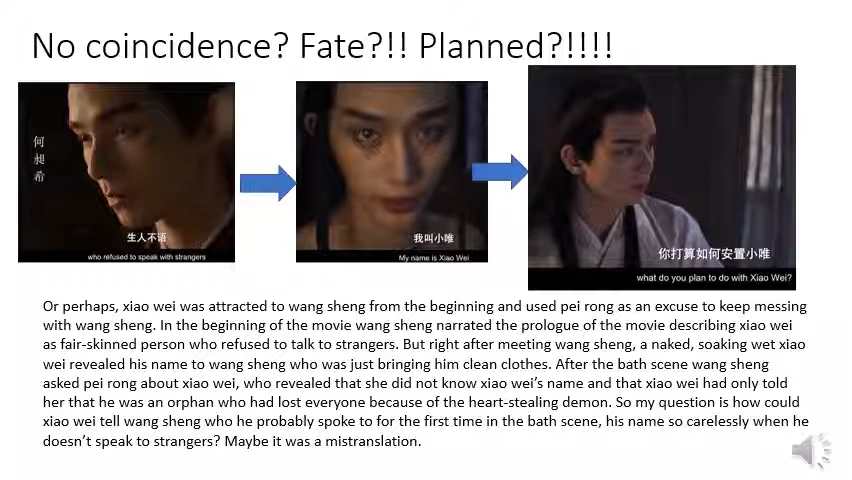 No coincidence? Fate?!! Planned?!!!!
何
昶
希
生人不语
who refused to speak with strangers
我叫小唯
My name is Xiao Wei
你打算如何安置小唯
what do you plan to do with Xiao Wei?
Or perhaps, xiao wei was attracted to wang sheng from the beginning and used pei rong as an excuse to keep messing
with wang sheng. In the beginning of the movie wang sheng narrated the prologue of the movie describing xiao wei
as fair-skinned person who refused to talk to strangers. But right after meeting wang sheng, a naked, soaking wet xiao
wei revealed his name to wang sheng who was just bringing him clean clothes. After the bath scene wang sheng
asked pei rong about xiao wei, who revealed that she did not know xiao wei's name and that xiao wei had only told
her that he was an orphan who had lost everyone because of the heart-stealing demon. So my question is how could
xiao wei tell wang sheng who he probably spoke to for the first time in the bath scene, his name so carelessly when he
doesn't speak to strangers? Maybe it was a mistranslation.